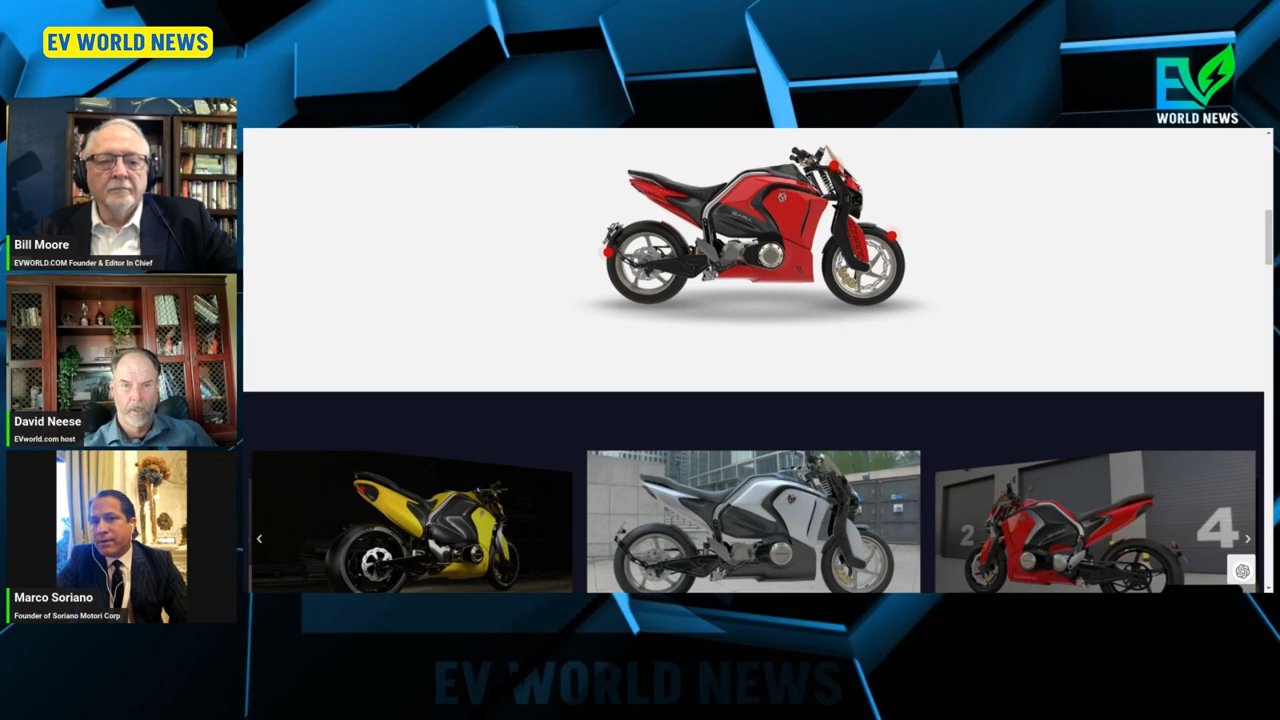 EV WORLD NEWS
EV
WORLD NEWS
Bill Moore
EVWORLD.COM Founder & Editor In Chief
David Neese
EVworld.com host
2
4
Marco Soriano
Founder of Soriano Motori Corp
EV WORLD NEWS